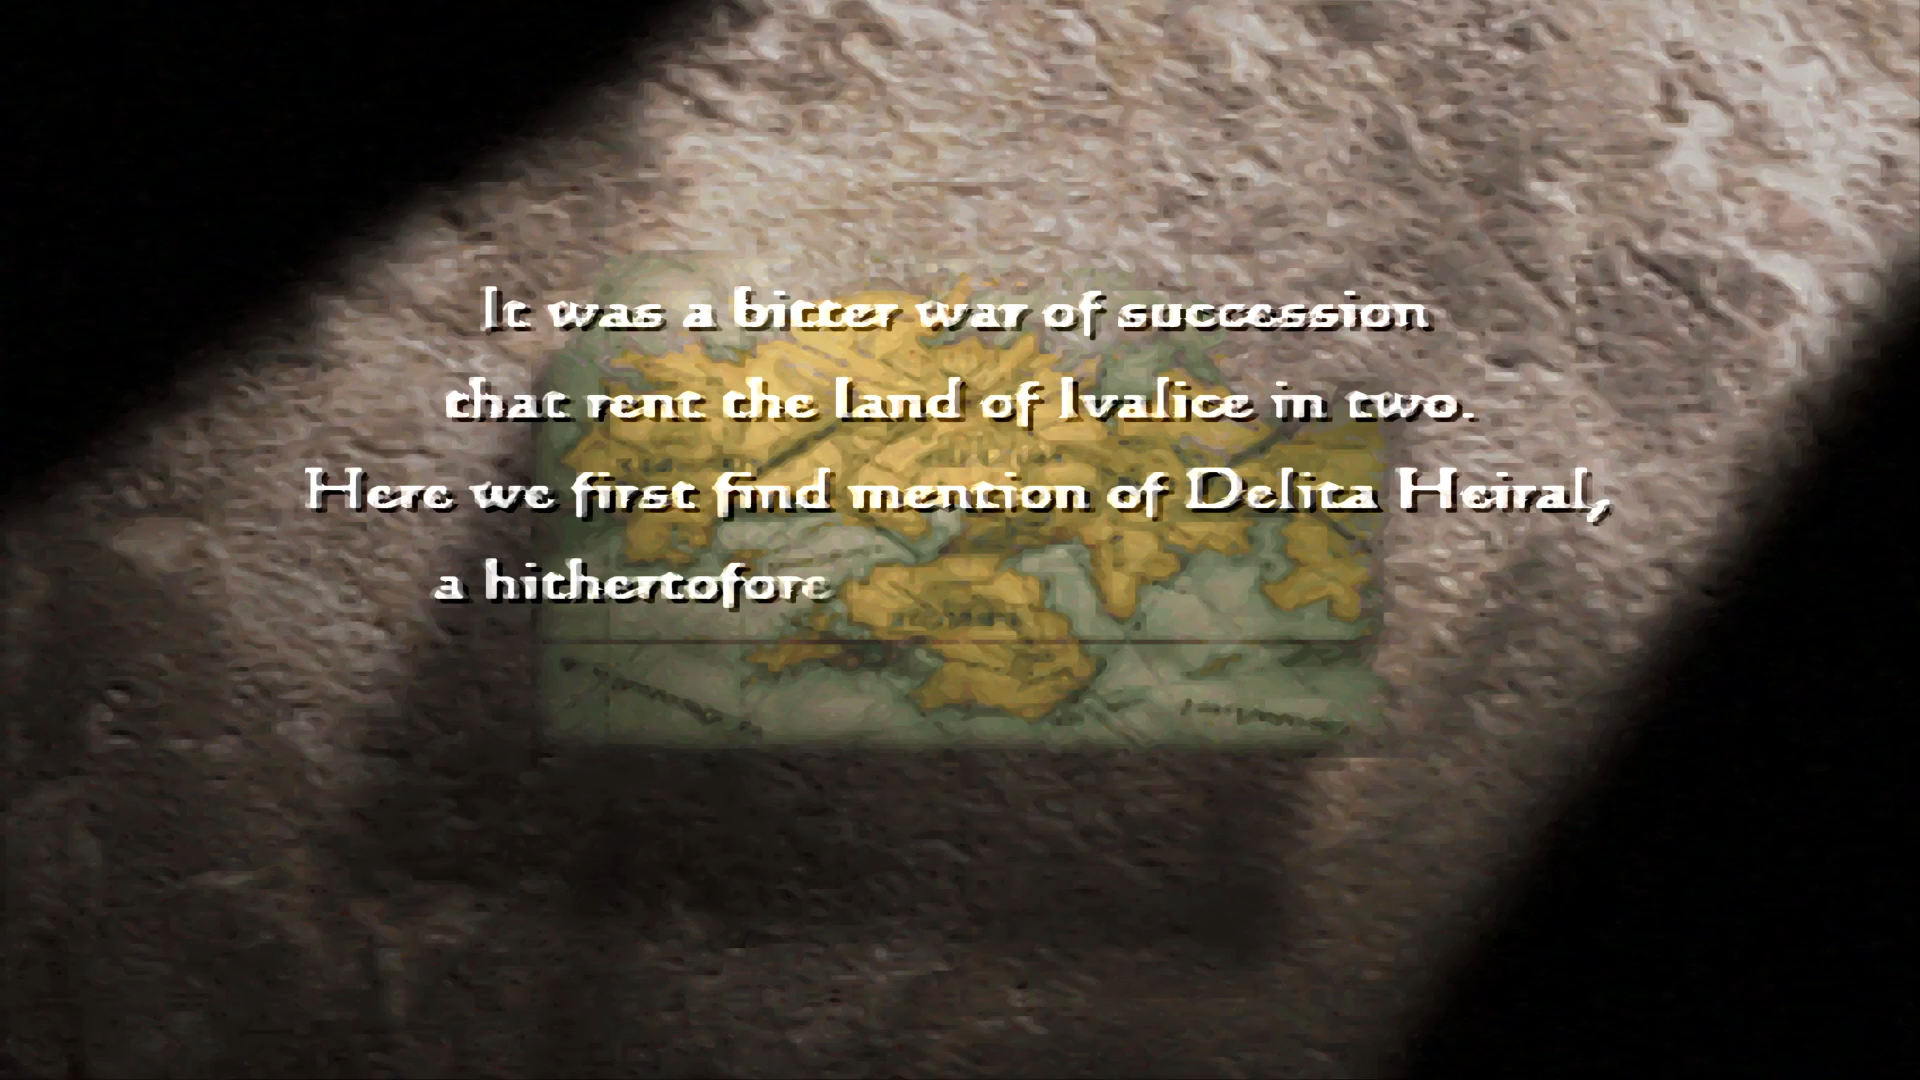 It was a bitter war of succession
that rent the land of Ivalice in two.
Here we first find mention of Delita Heiral,
a hithertofore